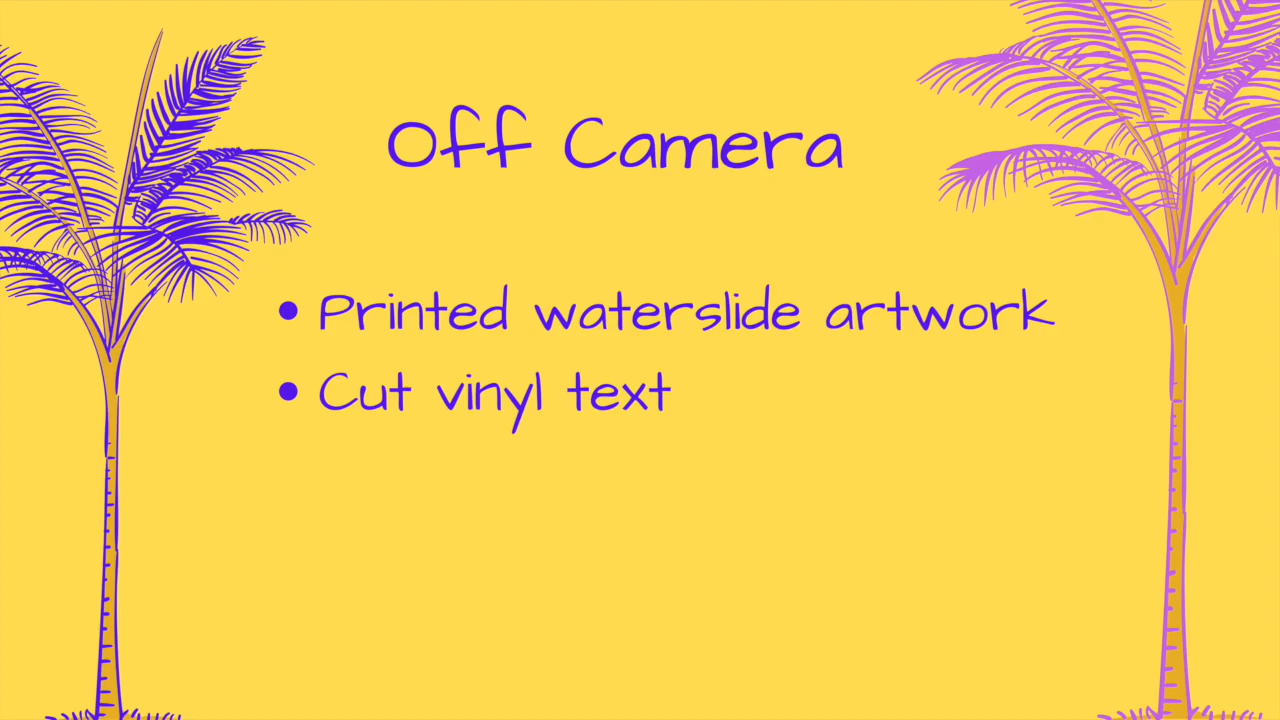 Off Camera
• Printed waterslide artwork
• Cut vinyl text